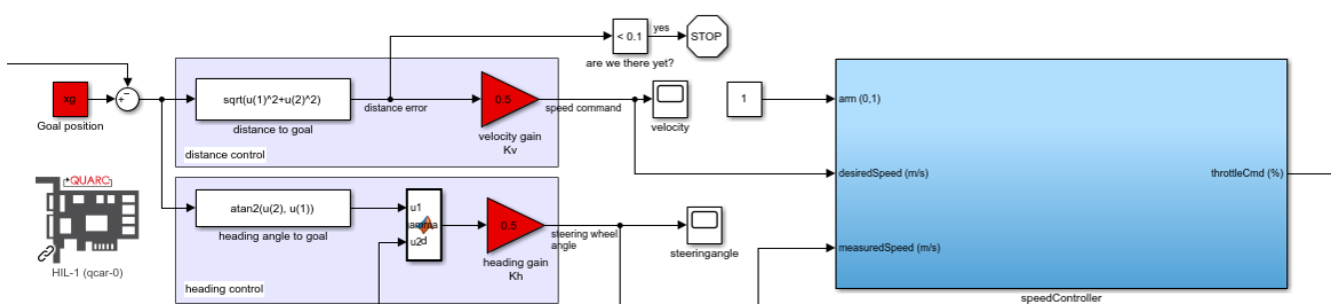 < 0.1
yes
STOP
are we there yet?
xg
Goal position
sqrt(u(1)^2+u(2)^2)
distance to goal
distance error
0.5
speed command
velocity gain
Kv
distance control
velocity
1
arm (0,1)
desiredSpeed (m/s)
throttleCmd (%)
measuredSpeed (m/s)
speedController
QUARC
HIL-1 (qcar-0)
atan2(u(2), u(1))
heading angle to goal
u1
u2
d
0.5
steering wheel
angle
heading gain
Kh
heading control
steeringangle